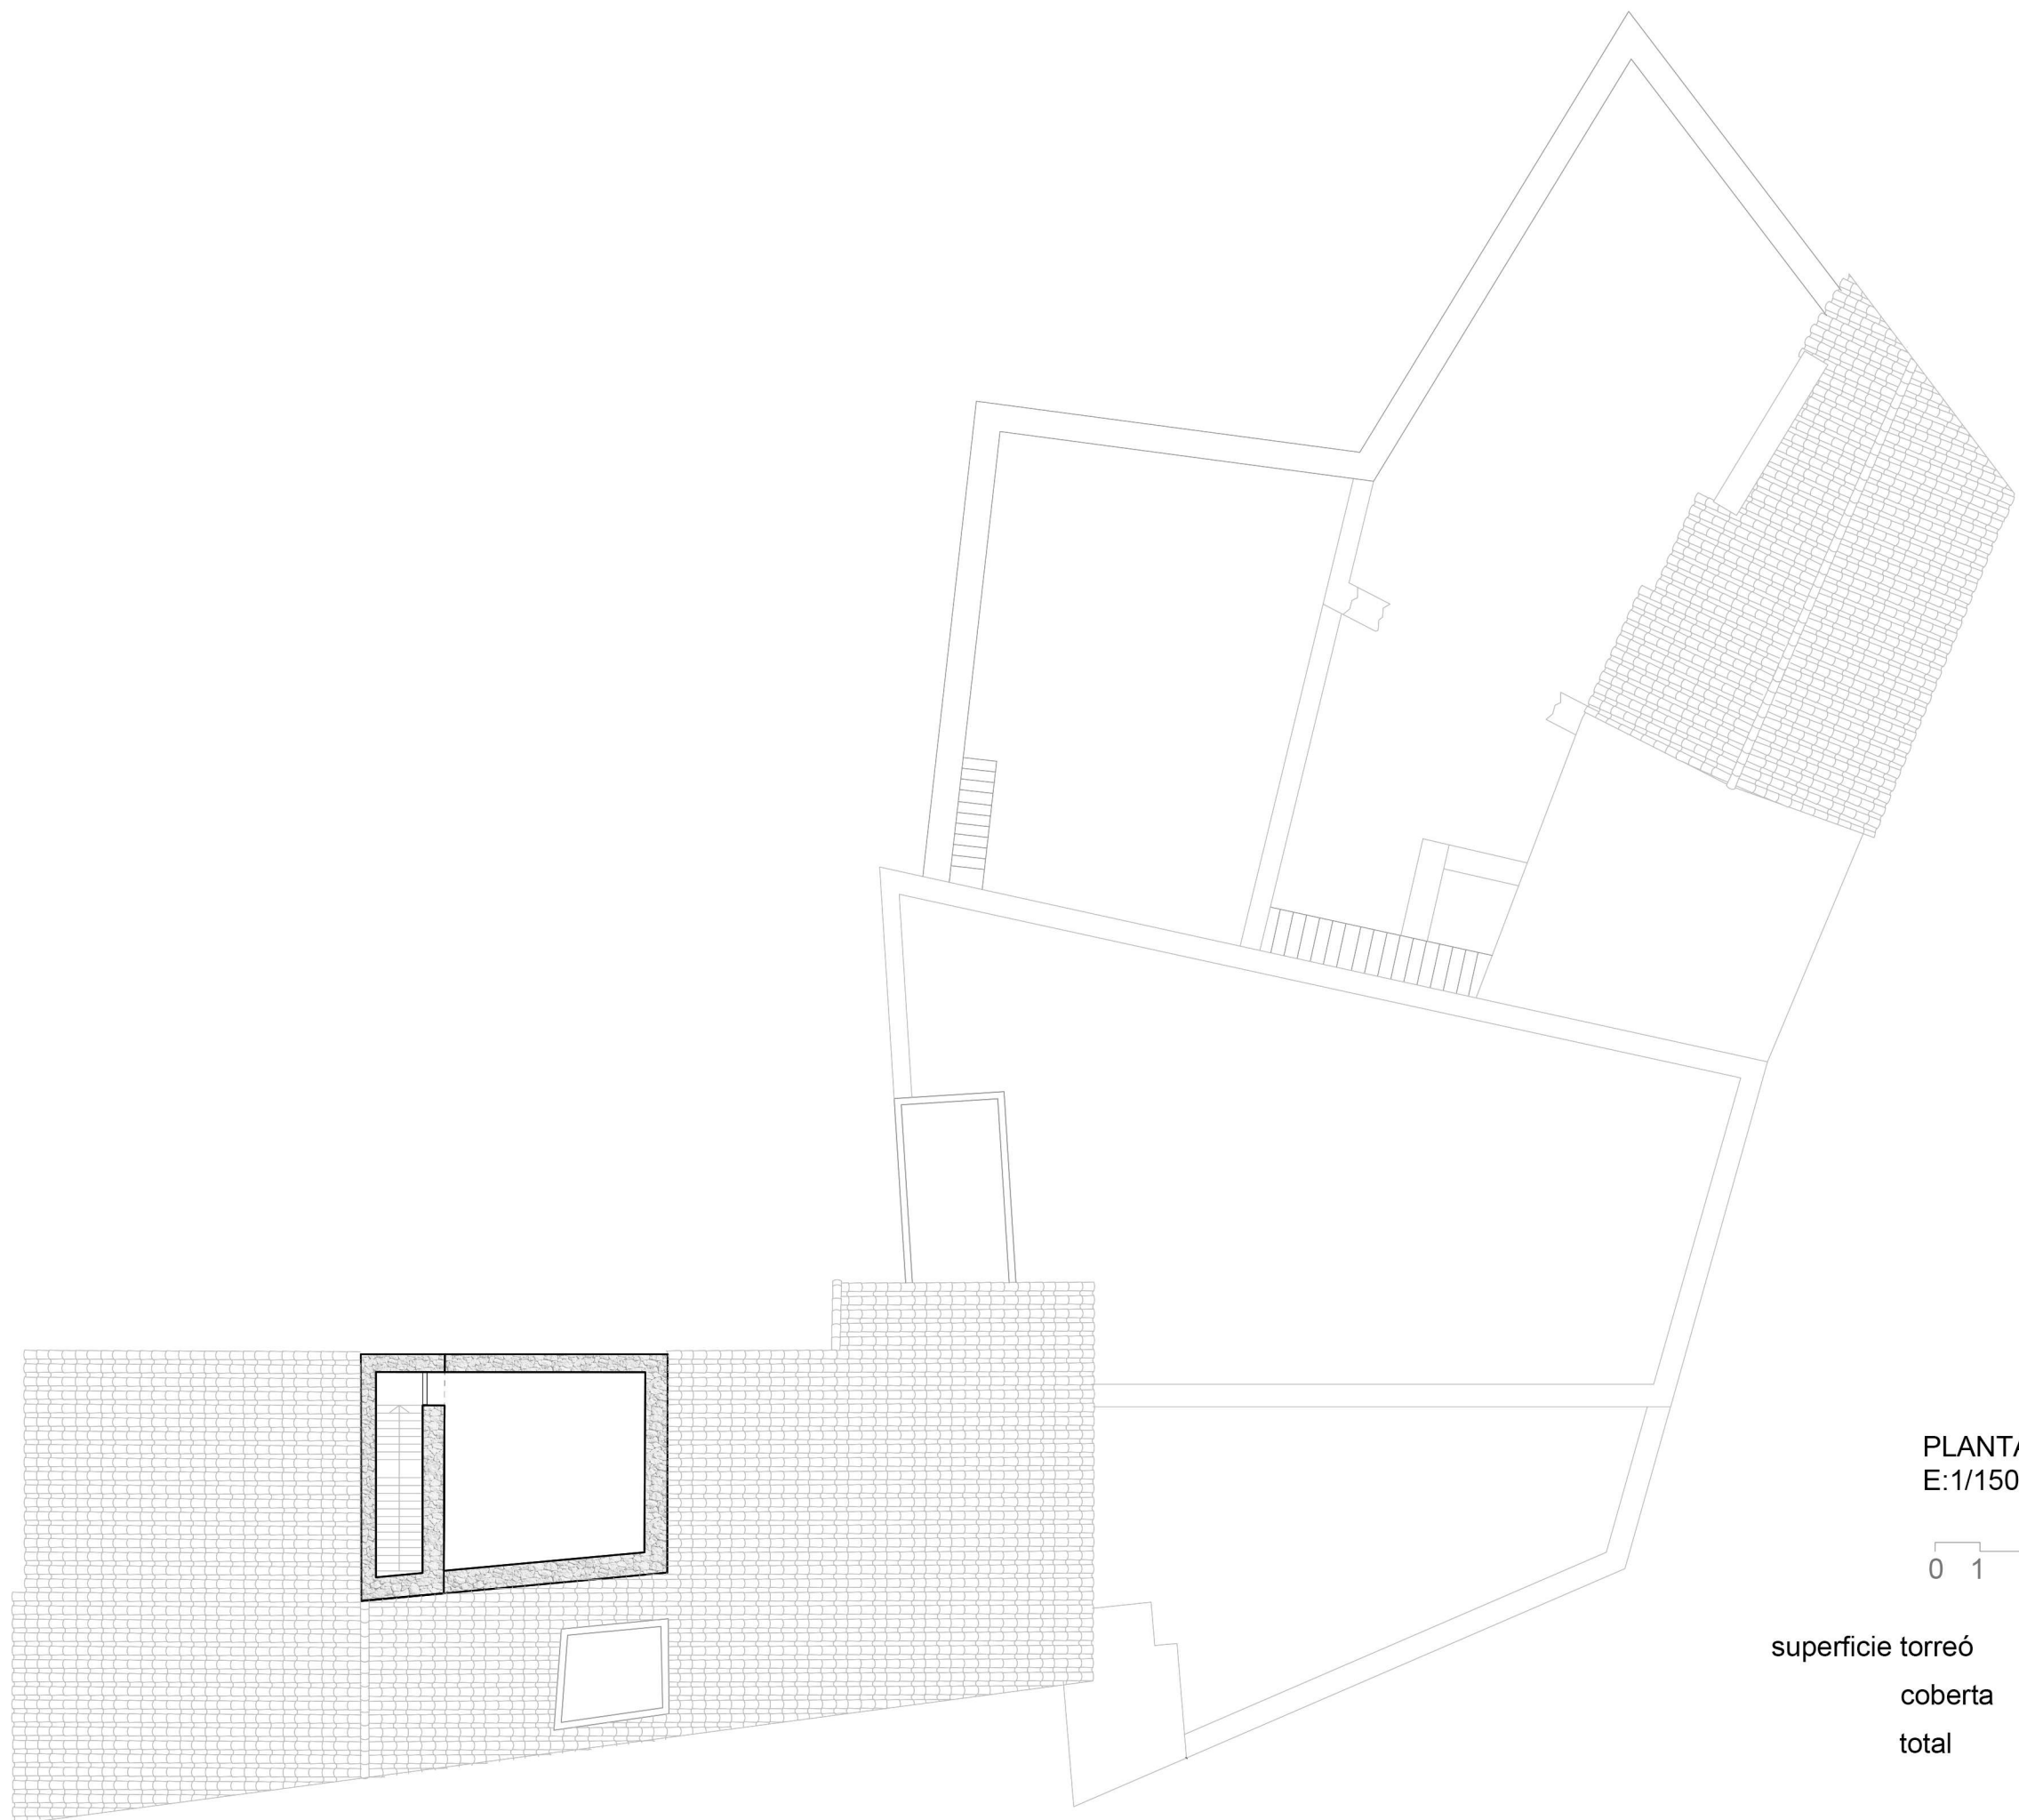 PLANTA
E:1/150
0 1
superficie torreó
coberta
total